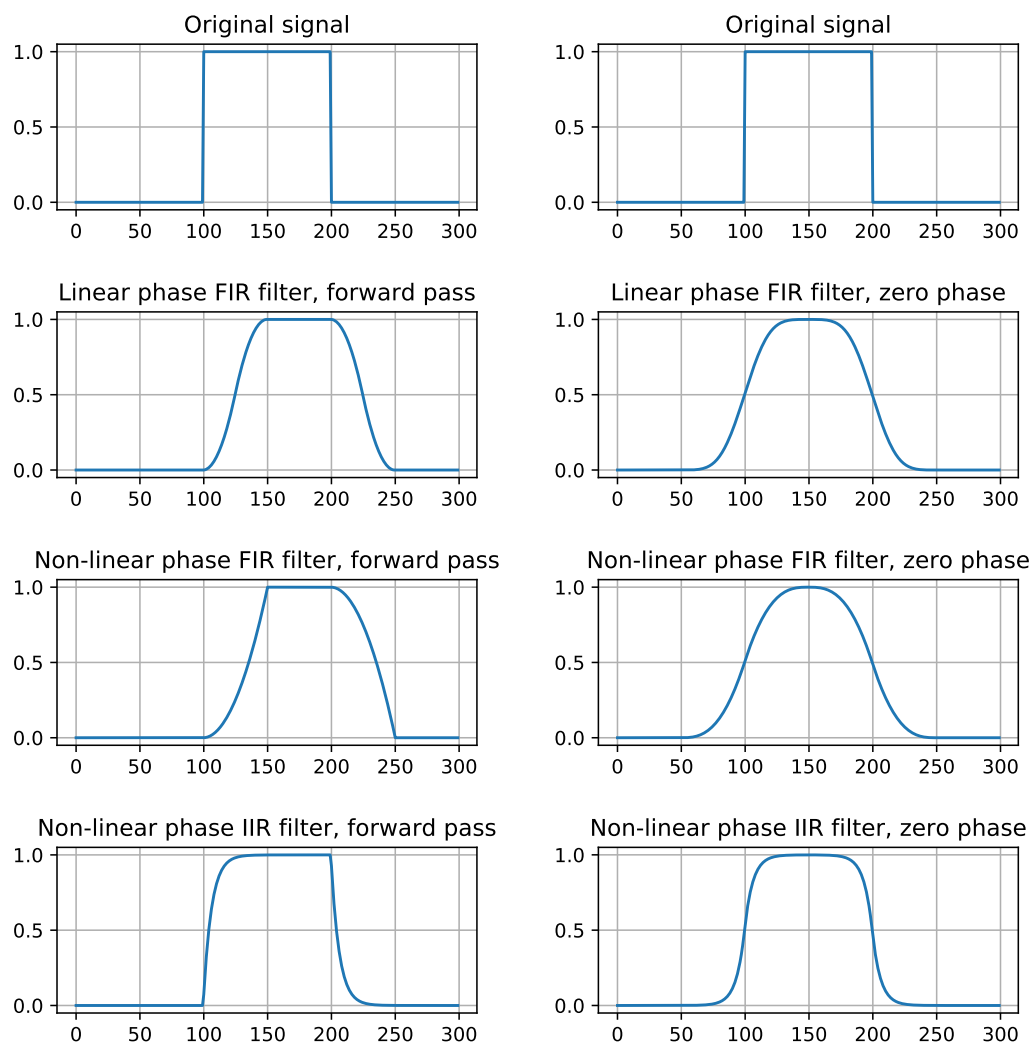 Original signal
1.0
0.5
0.0
0 50 100 150 200 250 300
Original signal
1.0
0.5
0.0
0 50 100 150 200 250 300
Linear phase FIR filter, forward pass
1.0
0.5
0.0
0 50 100 150 200 250 300
Linear phase FIR filter, zero phase
1.0
0.5
0.0
0 50 100 150 200 250 300
Non-linear phase FIR filter, forward pass
1.0
0.5
0.0
0 50 100 150 200 250 300
Non-linear phase FIR filter, zero phase
1.0
0.5
0.0
0 50 100 150 200 250 300
Non-linear phase IIR filter, forward pass
1.0
0.5
0.0
0 50 100 150 200 250 300
Non-linear phase IIR filter, zero phase
1.0
0.5
0.0
0 50 100 150 200 250 300